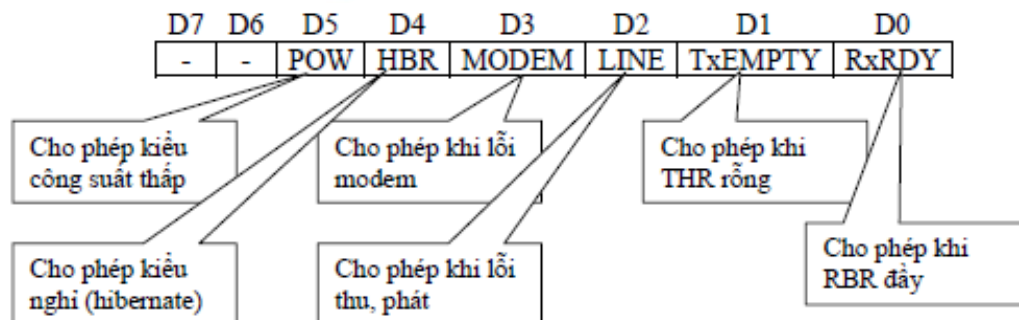 D7 D6 D5 D4 D3 D2 D1 D0
- - POW HBR MODEM LINE TxEMPTY RxRDY
Cho phép kiểu
công suất thấp
Cho phép khi lỗi
modem
Cho phép khi
THR rỗng
Cho phép kiểu
nghỉ (hibernate)
Cho phép khi lỗi
thu, phát
Cho phép khi
RBR đầy